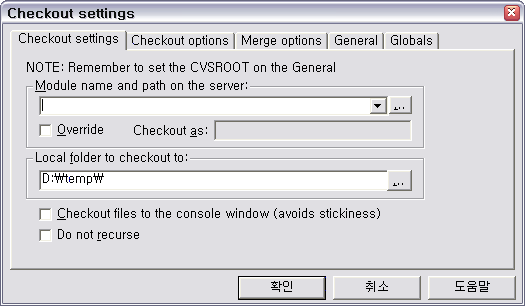 Checkout settings
Checkout settings Checkout options Merge options General Globals
NOTE: Remember to set the CVSROOT on the General
Module name and path on the server:
...
Override Checkout as:
Local folder to checkout to:
D:₩temp₩ ...
Checkout files to the console window (avoids stickiness)
Do not recurse
확인 취소 도움말